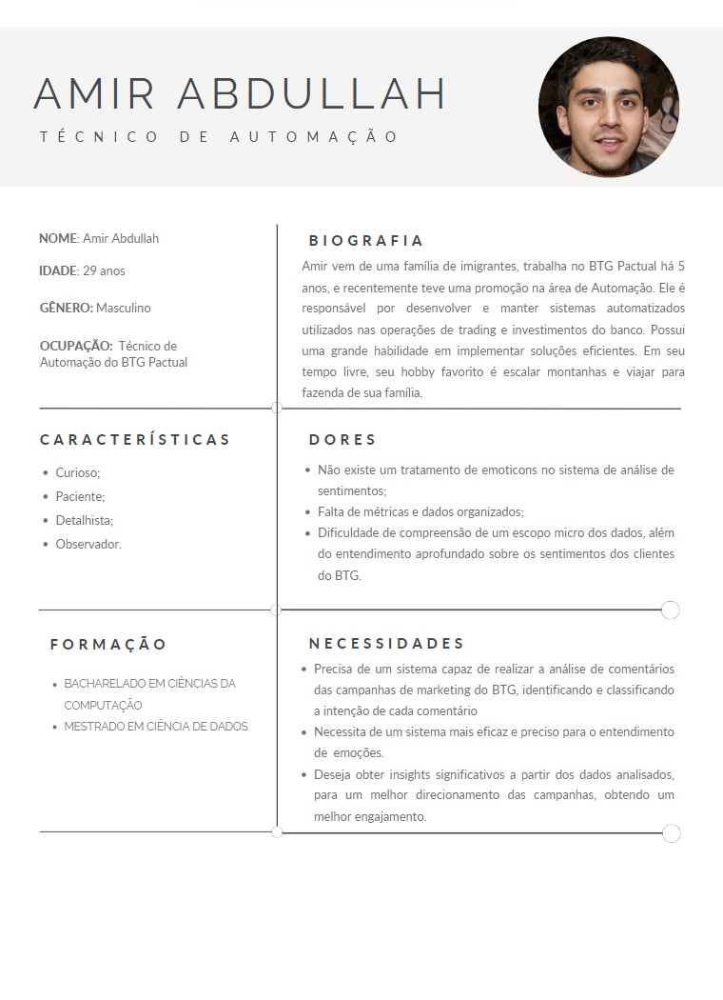 AMIR ABDULLAH
TÉCNICO DE AUTOMAÇÃO
NOME: Amir Abdullah
IDADE: 29 anos
GÊNERO: Masculino
OCUPAÇÃO: Técnico de
Automação do BTG Pactual
BIOGRAFIA
Amir vem de uma família de imigrantes, trabalha no BTG Pactual há 5
anos, e recentemente teve uma promoção na área de Automação. Ele é
responsável por desenvolver e manter sistemas automatizados
utilizados nas operações de trading e investimentos do banco. Possui
uma grande habilidade em implementar soluções eficientes. Em seu
tempo livre, seu hobby favorito é escalar montanhas e viajar para
fazenda de sua família.
CARACTERÍSTICAS
• Curioso;
• Paciente;
• Detalhista;
• Observador.
DORES
• Não existe um tratamento de emoticons no sistema de análise de
sentimentos;
• Falta de métricas e dados organizados;
• Dificuldade de compreensão de um escopo micro dos dados, além
do entendimento aprofundado sobre os sentimentos dos clientes
do BTG.
FORMAÇÃO
• BACHARELADO EM CIÊNCIAS DA
COMPUTAÇÃO
• MESTRADO EM CIÊNCIA DE DADOS
NECESSIDADES
• Precisa de um sistema capaz de realizar a análise de comentários
das campanhas de marketing do BTG, identificando e classificando
a intenção de cada comentário
• Necessita de um sistema mais eficaz e preciso para o entendimento
de emoções.
• Deseja obter insights significativos a partir dos dados analisados,
para um melhor direcionamento das campanhas, obtendo um
melhor engajamento.